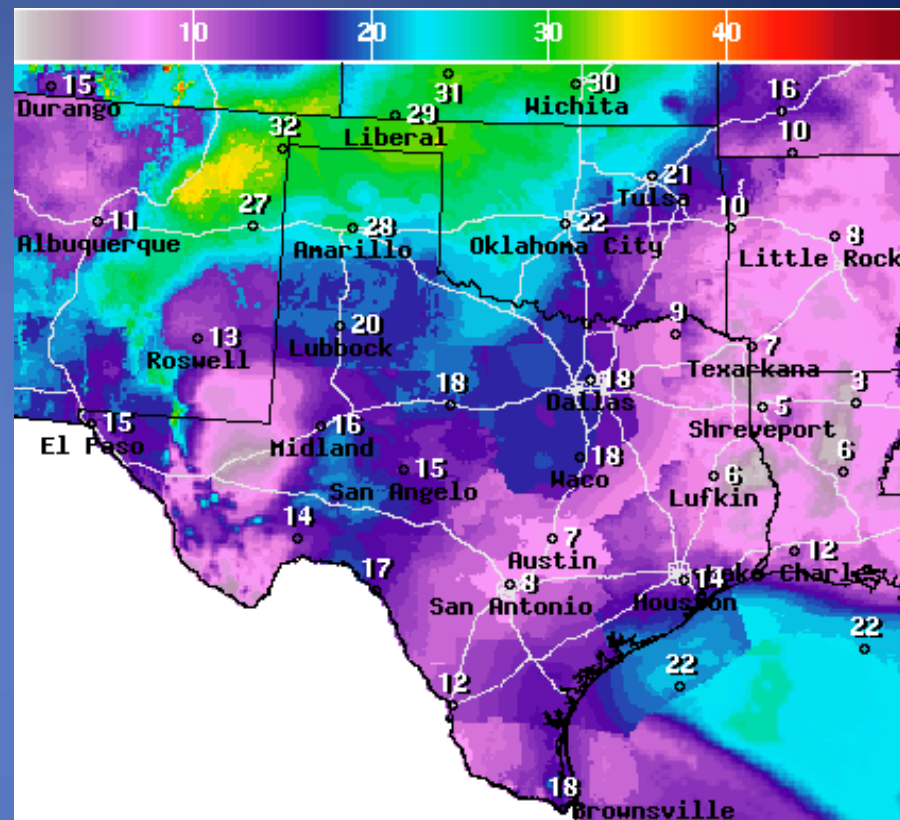 10 20 30 40
31
15 30 16
Durango Wichita
29
Liberal
32 10
21
Tulsa
11 27 28 22 10 8
Albuquerque Amarillo Oklahoma City Little Rock
13 20 9 7
Roswell Lubbock Texarkana
18 18 3
Dallas
15 16 5
El Paso Midland Shreveport
15 18 6 6
San Angelo Waco Lufkin
14 7 12
Austin Lake Charles
17 8 14
San Antonio Houston
22
12 22
18
Brownsville